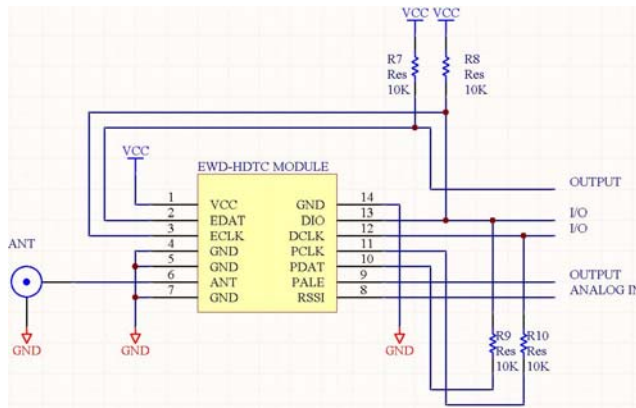 VCC VCC
R7
Res
10K
R8
Res
10K
VCC
EWD-HDTC MODULE
OUTPUT
1 VCC GND 14
2 EDAT DIO 13 I/O
3 ECLK DCLK 12 I/O
4 GND PCLK 11
ANT
5 GND PDAT 10
6 ANT PALE 9 OUTPUT
7 GND RSSI 8 ANALOG IN
R9
Res
10K
R10
Res
10K
GND
GND
GND